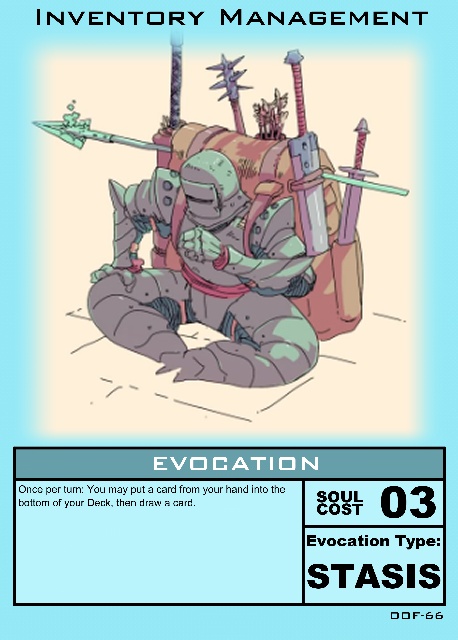 Inventory Management
EVOCATION
Once per turn: You may put a card from your hand into the
bottom of your Deck, then draw a card.
SOUL
COST
03
Evocation Type:
STASIS
DOF-66